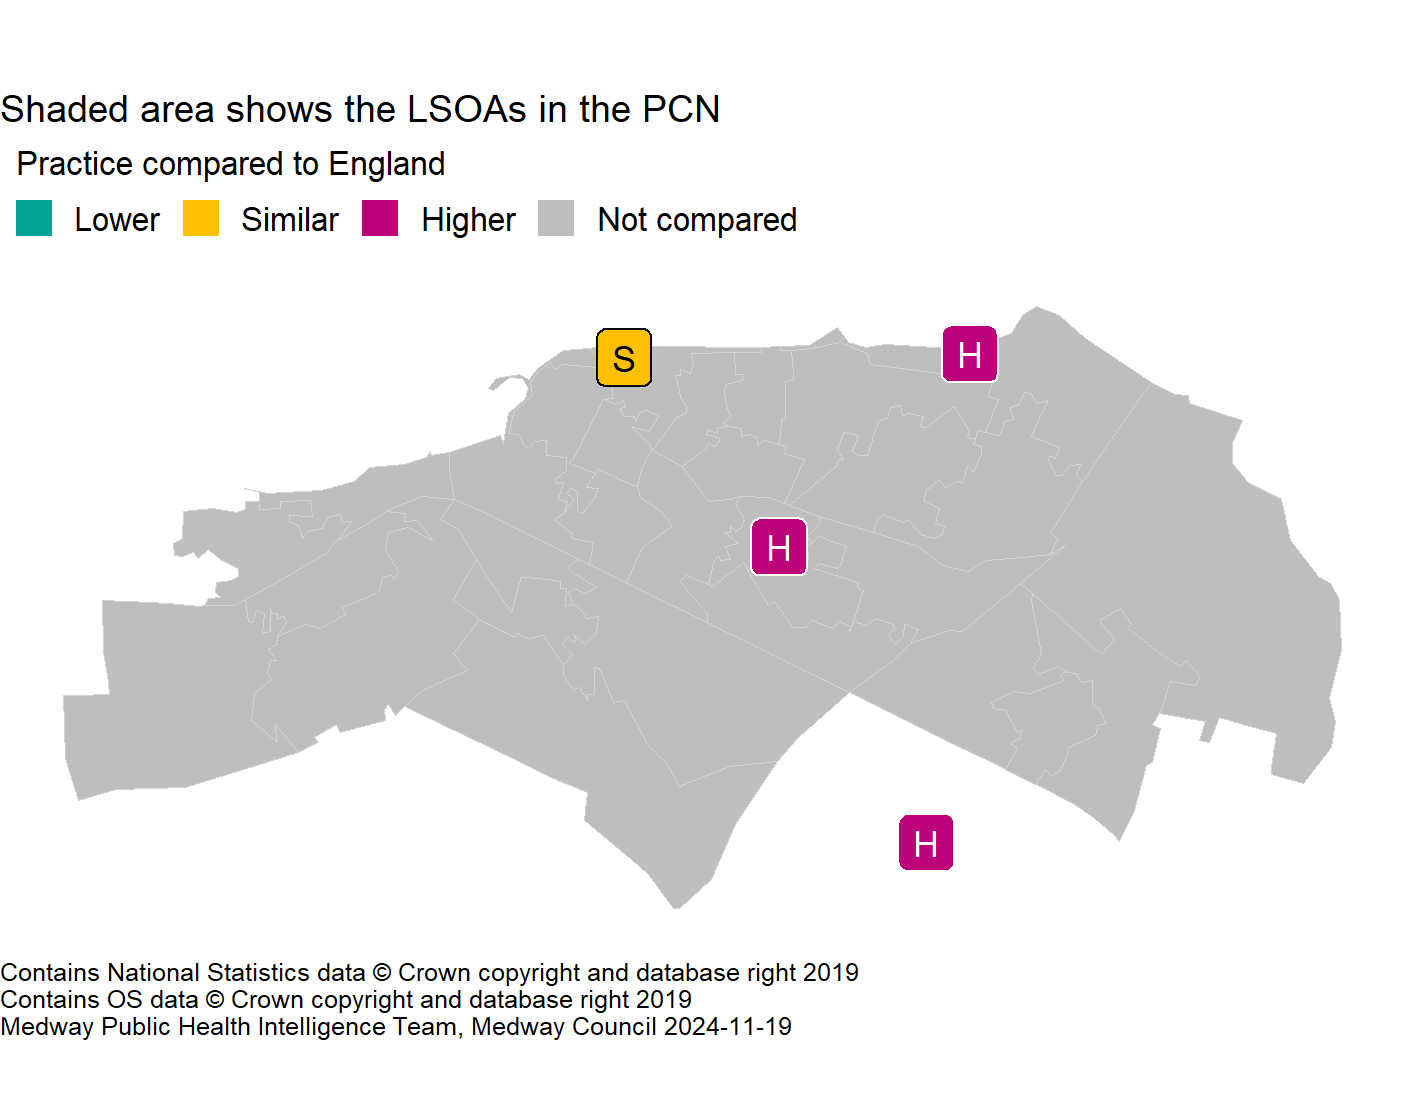 Shaded area shows the LSOAs in the PCN
Practice compared to England
Lower Similar Higher Not compared
S
H
H
H
Contains National Statistics data © Crown copyright and database right 2019
Contains OS data © Crown copyright and database right 2019
Medway Public Health Intelligence Team, Medway Council 2024-11-19